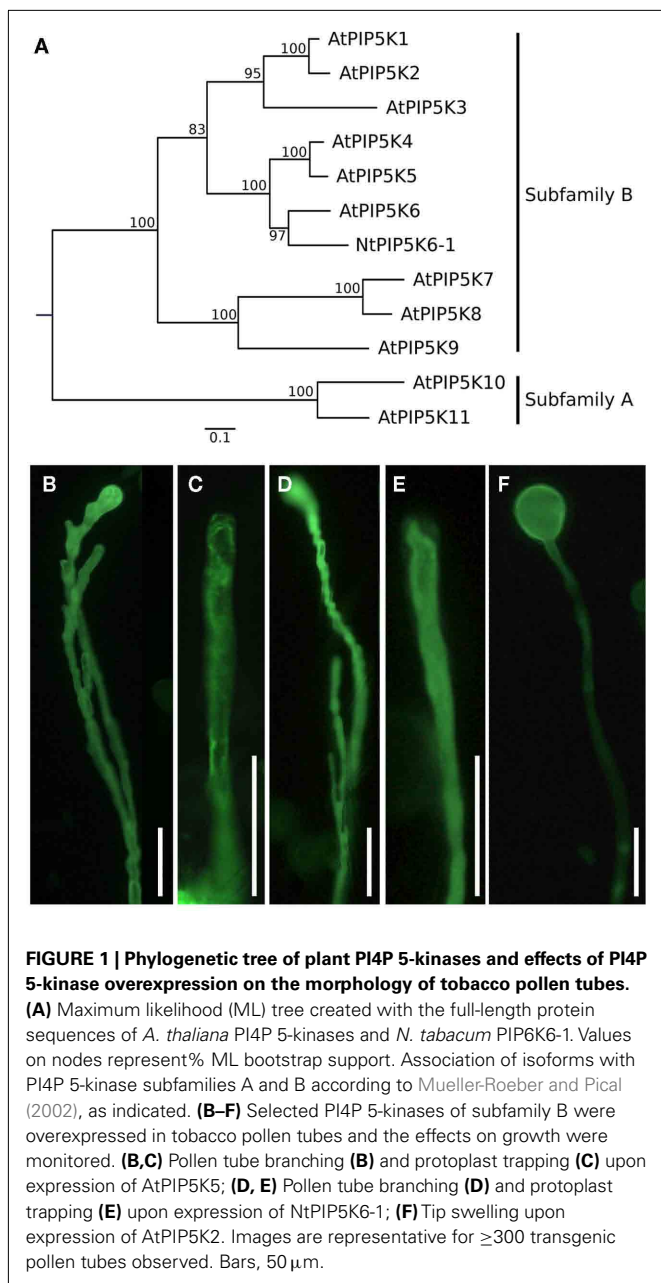 A
AtPIP5K1
100
AtPIP5K2
95
AtPIP5K3
83
AtPIP5K4
100
AtPIP5K5
100
Subfamily B
AtPIP5K6
97
NtPIP5K6-1
100
AtPIP5K7
100
AtPIP5K8
100
AtPIP5K9
AtPIP5K10
100
Subfamily A
AtPIP5K11
0.1
B
C
D
E
F
FIGURE 1 | Phylogenetic tree of plant PI4P 5-kinases and effects of PI4P
5-kinase overexpression on the morphology of tobacco pollen tubes.
(A) Maximum likelihood (ML) tree created with the full-length protein
sequences of A. thaliana PI4P 5-kinases and N. tabacum PIP6K6-1. Values
on nodes represent% ML bootstrap support. Association of isoforms with
PI4P 5-kinase subfamilies A and B according to Mueller-Roeber and Pical
(2002), as indicated. (B–F) Selected PI4P 5-kinases of subfamily B were
overexpressed in tobacco pollen tubes and the effects on growth were
monitored. (B,C) Pollen tube branching (B) and protoplast trapping (C) upon
expression of AtPIP5K5; (D, E) Pollen tube branching (D) and protoplast
trapping (E) upon expression of NtPIP5K6-1; (F) Tip swelling upon
expression of AtPIP5K2. Images are representative for ≥300 transgenic
pollen tubes observed. Bars, 50 μm.